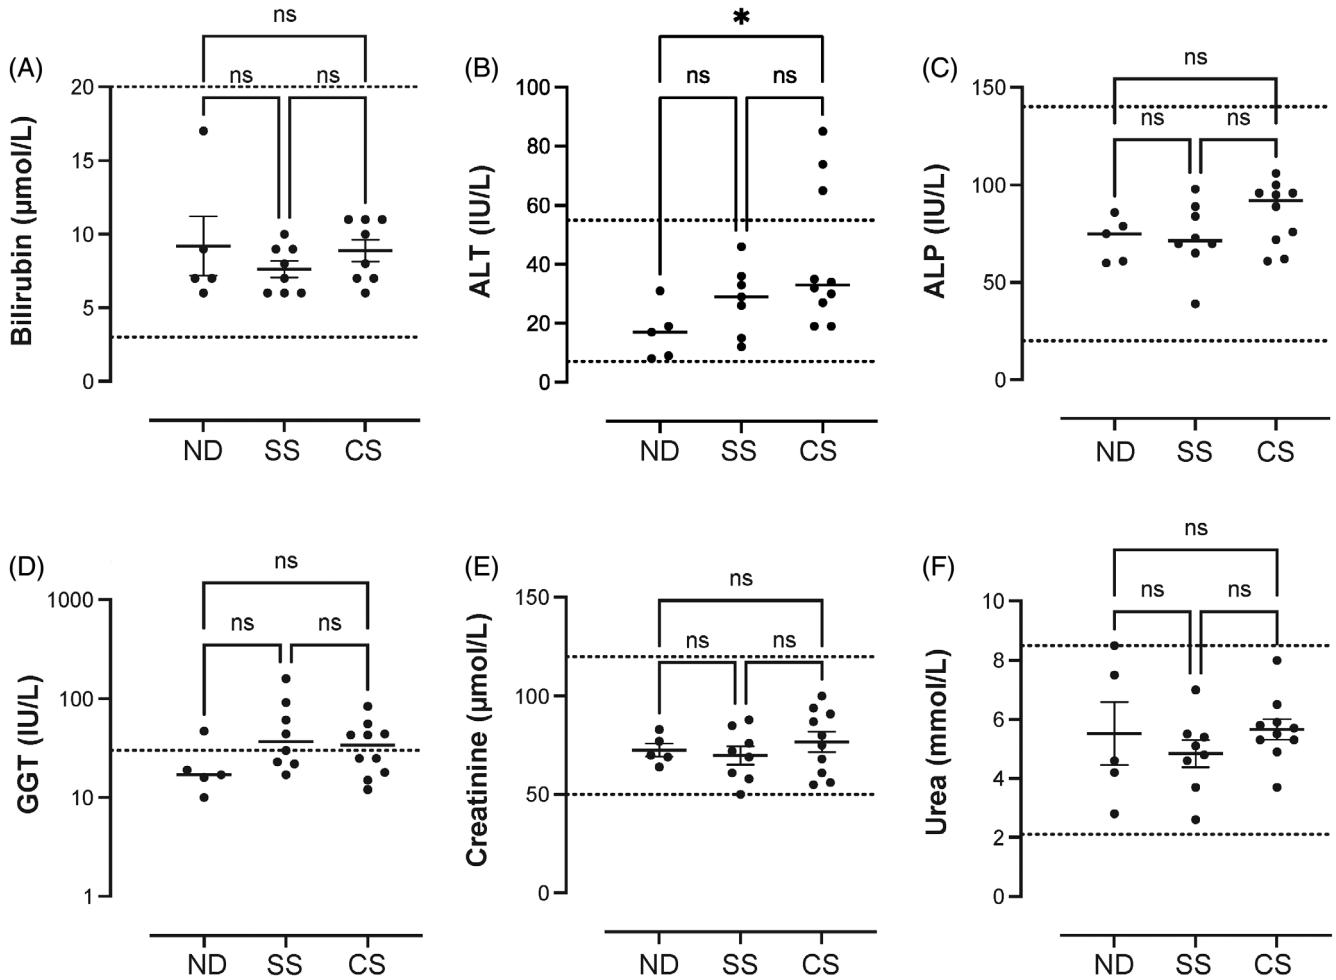 (A)
ns
ns
ns
Bilirubin (µmol/L)
20
15
10
5
0
ND SS CS
(B)
*
ns
ns
ALT (IU/L)
100
80
60
40
20
0
ND SS CS
(C)
ns
ns
ns
ALP (IU/L)
150
100
50
0
ND SS CS
(D)
ns
ns
ns
GGT (IU/L)
1000
100
10
1
ND SS CS
(E)
ns
ns
ns
Creatinine (µmol/L)
150
100
50
0
ND SS CS
(F)
ns
ns
ns
Urea (mmol/L)
10
8
6
4
2
0
ND SS CS